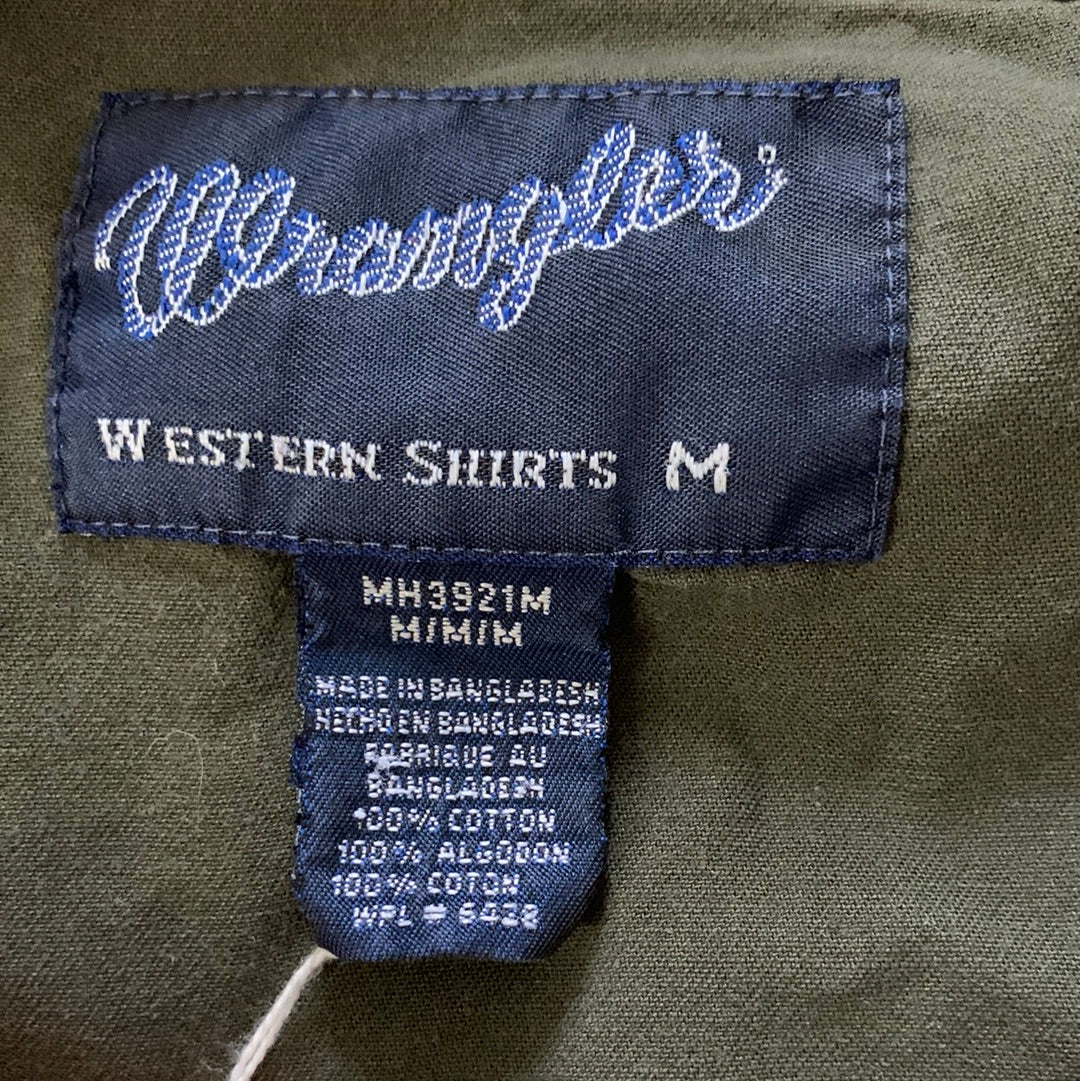 Wrangler®
WESTERN SHIRTS M
MH3921M
M/M/M
MADE IN BANGLADESH
HECHO EN BANGLADESH
FABRIQUE AU
BANGLADESH
100% COTTON
100% ALGODON
100% COTON
WPL # 6428